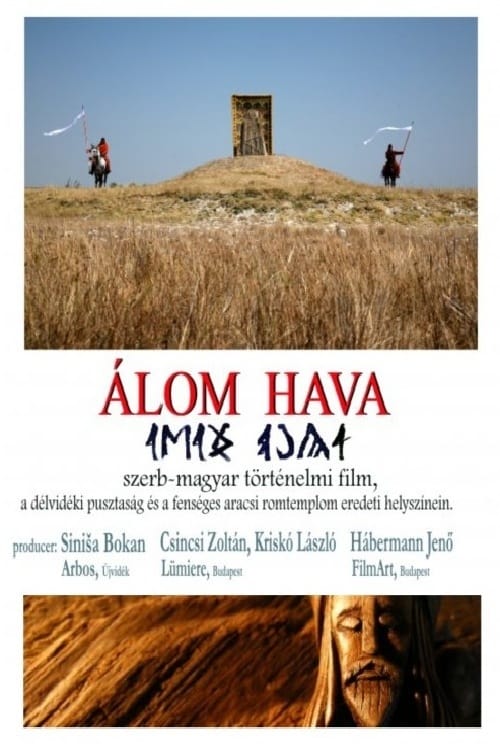 ÁLOM HAVA
szerb-magyar történelmi film,
a délvidéki pusztaság és a fenséges aracsi romtemplom eredeti helyszínein.
producer: Siniša Bokan Csincsi Zoltán, Kriskó László Hábermann Jenő
Arbos, Újvidék Lümiere, Budapest FilmArt, Budapest